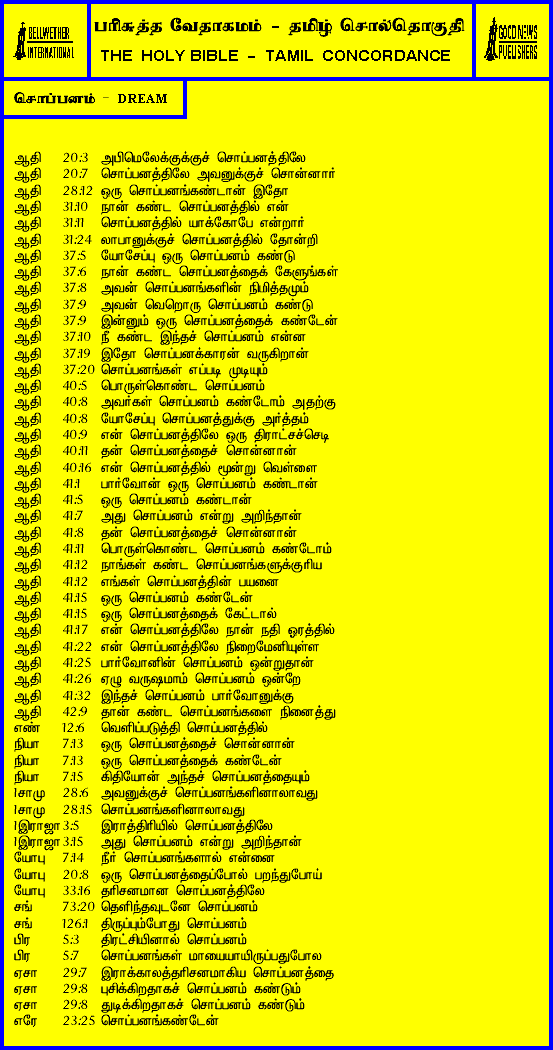 BELLWETHER
INTERNATIONAL
பரிசுத்த வேதாகமம் - தமிழ் சொல்தொகுதி
THE HOLY BIBLE - TAMIL CONCORDANCE
GOOD NEWS
PUBLISHERS
சொப்பனம் - DREAM
ஆதி 20:3 அபிமெலேக்குக்குச் சொப்பனத்திலே
ஆதி 20:7 சொப்பனத்திலே அவனுக்குச் சொன்னார்
ஆதி 28:12 ஒரு சொப்பனங்கண்டான் இதோ
ஆதி 31:10 நான் கண்ட சொப்பனத்தில் என்
ஆதி 31:11 சொப்பனத்தில் யாக்கோபே என்றார்
ஆதி 31:24 லாபானுக்குச் சொப்பனத்தில் தோன்றி
ஆதி 37:5 யோசேப்பு ஒரு சொப்பனம் கண்டு
ஆதி 37:6 நான் கண்ட சொப்பனத்தைக் கேளுங்கள்
ஆதி 37:8 அவன் சொப்பனங்களின் நிமித்தமும்
ஆதி 37:9 அவன் வெறொரு சொப்பனம் கண்டு
ஆதி 37:9 இன்னும் ஒரு சொப்பனத்தைக் கண்டேன்
ஆதி 37:10 நீ கண்ட இந்தச் சொப்பனம் என்ன
ஆதி 37:19 இதோ சொப்பனக்காரன் வருகிறான்
ஆதி 37:20 சொப்பனங்கள் எப்படி முடியும்
ஆதி 40:5 பொருள்கொண்ட சொப்பனம்
ஆதி 40:8 அவர்கள் சொப்பனம் கண்டோம் அதற்கு
ஆதி 40:8 யோசேப்பு சொப்பனத்துக்கு அர்த்தம்
ஆதி 40:9 என் சொப்பனத்திலே ஒரு திராட்சச்செடி
ஆதி 40:11 தன் சொப்பனத்தைச் சொன்னான்
ஆதி 40:16 என் சொப்பனத்தில் மூன்று வெள்ளை
ஆதி 41:1 பார்வோன் ஒரு சொப்பனம் கண்டான்
ஆதி 41:5 ஒரு சொப்பனம் கண்டான்
ஆதி 41:7 அது சொப்பனம் என்று அறிந்தான்
ஆதி 41:8 தன் சொப்பனத்தைச் சொன்னான்
ஆதி 41:11 பொருள்கொண்ட சொப்பனம் கண்டோம்
ஆதி 41:12 நாங்கள் கண்ட சொப்பனங்களுக்குரிய
ஆதி 41:12 எங்கள் சொப்பனத்தின் பயனை
ஆதி 41:15 ஒரு சொப்பனம் கண்டேன்
ஆதி 41:15 ஒரு சொப்பனத்தைக் கேட்டால்
ஆதி 41:17 என் சொப்பனத்திலே நான் நதி ஓரத்தில்
ஆதி 41:22 என் சொப்பனத்திலே நிறைமேனியுள்ள
ஆதி 41:25 பார்வோனின் சொப்பனம் ஒன்றுதான்
ஆதி 41:26 ஏழு வருஷமாம் சொப்பனம் ஒன்றே
ஆதி 41:32 இந்தச் சொப்பனம் பார்வோனுக்கு
ஆதி 42:9 தான் கண்ட சொப்பனங்களை நினைத்து
எண் 12:6 வெளிப்படுத்தி சொப்பனத்தில்
நியா 7:13 ஒரு சொப்பனத்தைச் சொன்னான்
நியா 7:13 ஒரு சொப்பனத்தைக் கண்டேன்
நியா 7:15 கிதியோன் அந்தச் சொப்பனத்தையும்
1சாமு 28:6 அவனுக்குச் சொப்பனங்களினாலாவது
1சாமு 28:15 சொப்பனங்களினாலாவது
1இராஜா 3:5 இராத்திரியில் சொப்பனத்திலே
1இராஜா 3:15 அது சொப்பனம் என்று அறிந்தான்
யோபு 7:14 நீர் சொப்பனங்களால் என்னை
யோபு 20:8 ஒரு சொப்பனத்தைப்போல் பறந்துபோய்
யோபு 33:16 தரிசனமான சொப்பனத்திலே
சங் 73:20 தெளிந்தவுடனே சொப்பனம்
சங் 126:1 திருப்பும்போது சொப்பனம்
பிர 5:3 திரட்சியினால் சொப்பனம்
பிர 5:7 சொப்பனங்கள் மாயையாயிருப்பதுபோல
ஏசா 29:7 இராக்காலத்தரிசனமாகிய சொப்பனத்தை
ஏசா 29:8 புசிக்கிறதாகச் சொப்பனம் கண்டும்
ஏசா 29:8 துடிக்கிறதாகச் சொப்பனம் கண்டும்
எரே 23:25 சொப்பனங்கண்டேன்